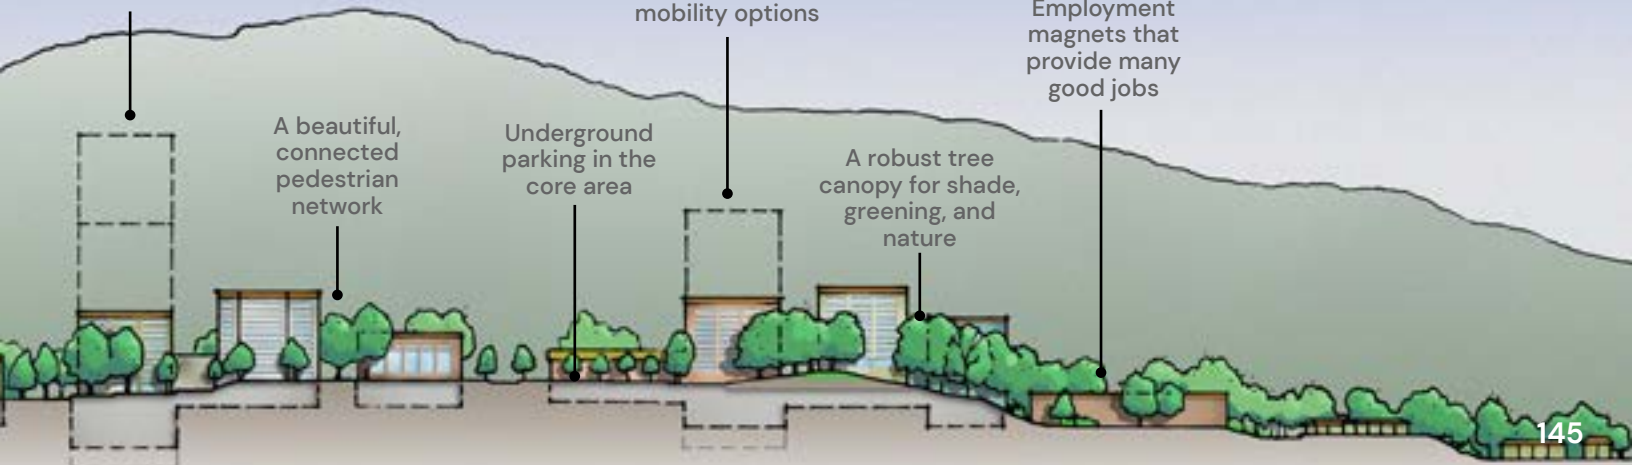 mobility options
Employment
magnets that
provide many
good jobs
A beautiful,
connected
pedestrian
network
Underground
parking in the
core area
A robust tree
canopy for shade,
greening, and
nature
145